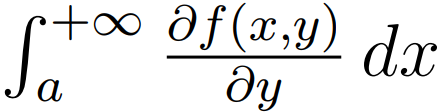 ∫_a^{+∞} ∂f(x,y)/∂y dx